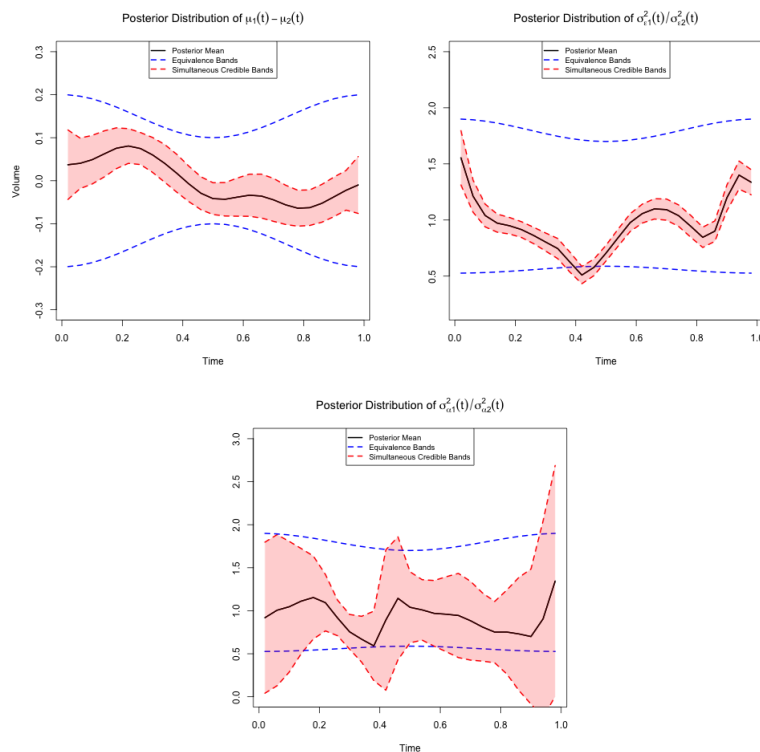 Posterior Distribution of μ₁(t) − μ₂(t)
Posterior Mean
Equivalence Bands
Simultaneous Credible Bands
Volume
0.3
0.2
0.1
0.0
-0.1
-0.2
-0.3
0.0 0.2 0.4 0.6 0.8 1.0
Time
Posterior Distribution of σ²ε1(t)/σ²ε2(t)
Posterior Mean
Equivalence Bands
Simultaneous Credible Bands
2.5
2.0
1.5
1.0
0.5
0.0 0.2 0.4 0.6 0.8 1.0
Time
Posterior Distribution of σ²α1(t)/σ²α2(t)
Posterior Mean
Equivalence Bands
Simultaneous Credible Bands
3.0
2.5
2.0
1.5
1.0
0.5
0.0
0.0 0.2 0.4 0.6 0.8 1.0
Time